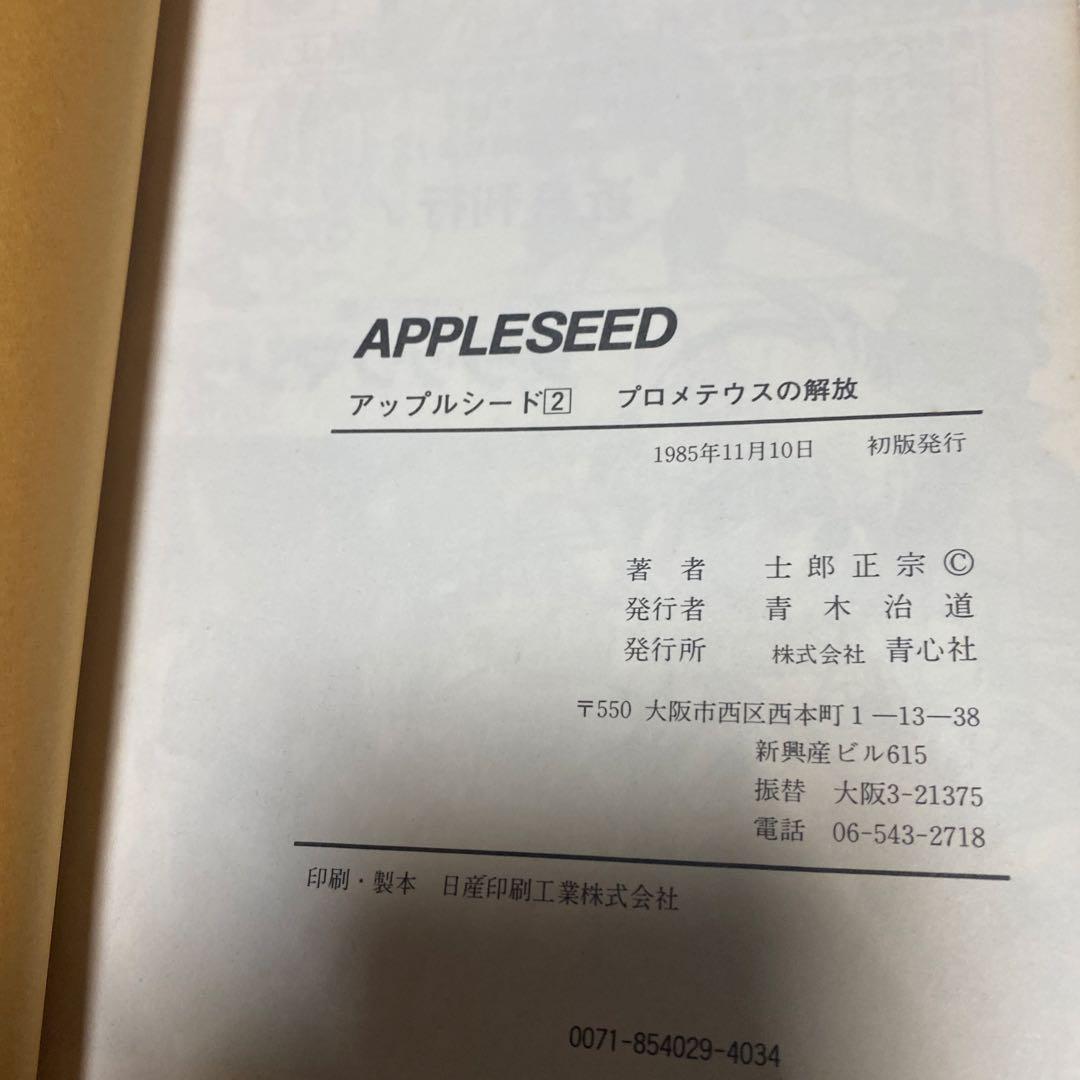 APPLESEED
アップルシード2 プロメテウスの解放
1985年11月10日 初版発行
著者 士郎正宗©
発行者 青木治道
発行所 株式会社 青心社
〒550 大阪市西区西本町1―13―38
新興産ビル615
振替 大阪3-21375
電話 06-543-2718
印刷・製本 日産印刷工業株式会社
0071-854029-4034